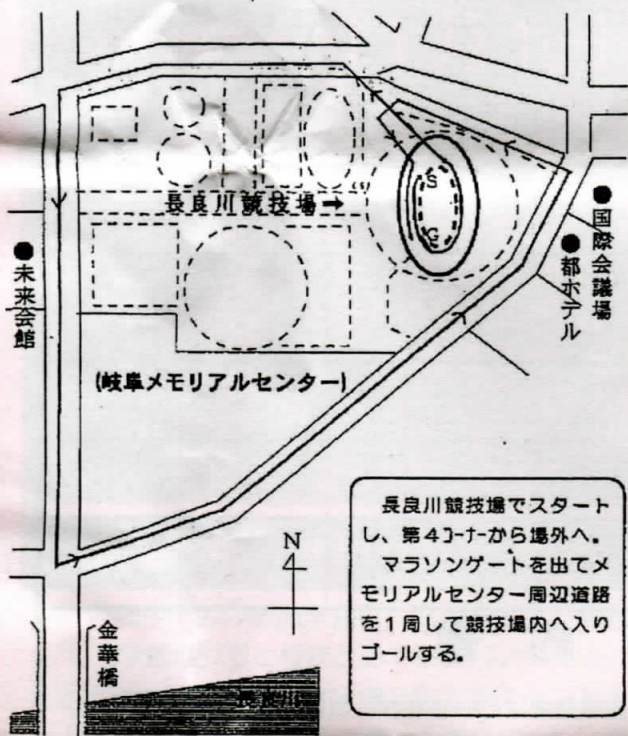 S
長良川競技場→
G
●国際会議場
●都ホテル
●未来会館
(岐阜メモリアルセンター)
N
金華橋
長良川
長良川競技場でスタート
し、第4コーナーから場外へ。
マラソンゲートを出てメ
モリアルセンター周辺道路
を1周して競技場内へ入り
ゴールする。